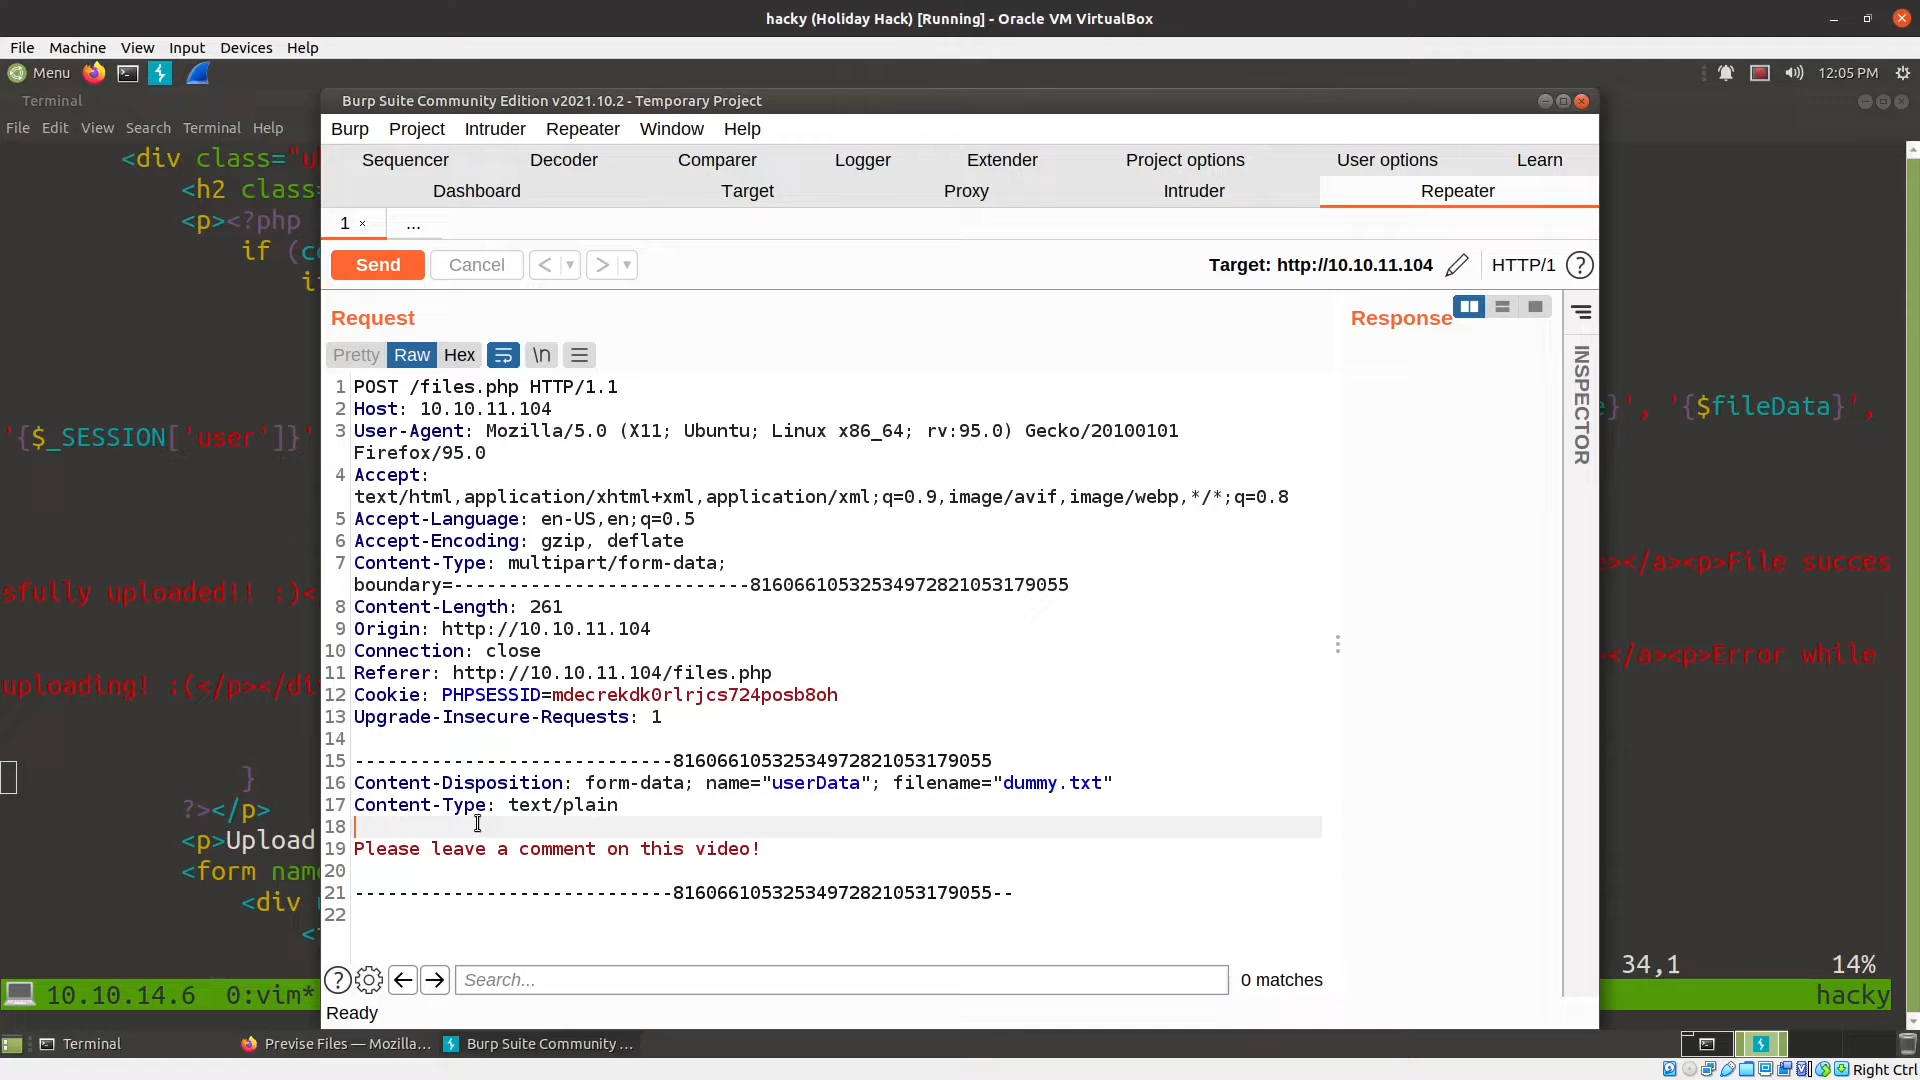 hacky (Holiday Hack) [Running] - Oracle VM VirtualBox
File Machine View Input Devices Help
Menu
12:05 PM
Terminal
File Edit View Search Terminal Help
<div class="u
<h2 class=
<p><?php
if (co
i
'{$_SESSION['user']}'
}', '{$fileData}',
></a><p>File succes
sfully uploaded!! :)<
></a><p>Error while
uploading! :(</p></di
}
?></p>
<p>Upload
<form nam
<div
34,1 14%
10.10.14.6 0:vim*
hacky
Burp Suite Community Edition v2021.10.2 - Temporary Project
Burp Project Intruder Repeater Window Help
Sequencer Decoder Comparer Logger Extender Project options User options Learn
Dashboard Target Proxy Intruder Repeater
1 × ...
Send Cancel < > Target: http://10.10.11.104 HTTP/1 ?
Request
Response
INSPECTOR
Pretty Raw Hex \n
1 POST /files.php HTTP/1.1
2 Host: 10.10.11.104
3 User-Agent: Mozilla/5.0 (X11; Ubuntu; Linux x86_64; rv:95.0) Gecko/20100101
Firefox/95.0
4 Accept:
text/html,application/xhtml+xml,application/xml;q=0.9,image/avif,image/webp,*/*;q=0.8
5 Accept-Language: en-US,en;q=0.5
6 Accept-Encoding: gzip, deflate
7 Content-Type: multipart/form-data;
boundary=---------------------------816066105325349728210531​79055
8 Content-Length: 261
9 Origin: http://10.10.11.104
10 Connection: close
11 Referer: http://10.10.11.104/files.php
12 Cookie: PHPSESSID=mdecrekdk0rlrjcs724posb8oh
13 Upgrade-Insecure-Requests: 1
14
15 -----------------------------81606610532534972821053179055
16 Content-Disposition: form-data; name="userData"; filename="dummy.txt"
17 Content-Type: text/plain
18
19 Please leave a comment on this video!
20
21 -----------------------------81606610532534972821053179055--
22
? Search... 0 matches
Ready
Terminal Previse Files — Mozilla... Burp Suite Community ...
Right Ctrl